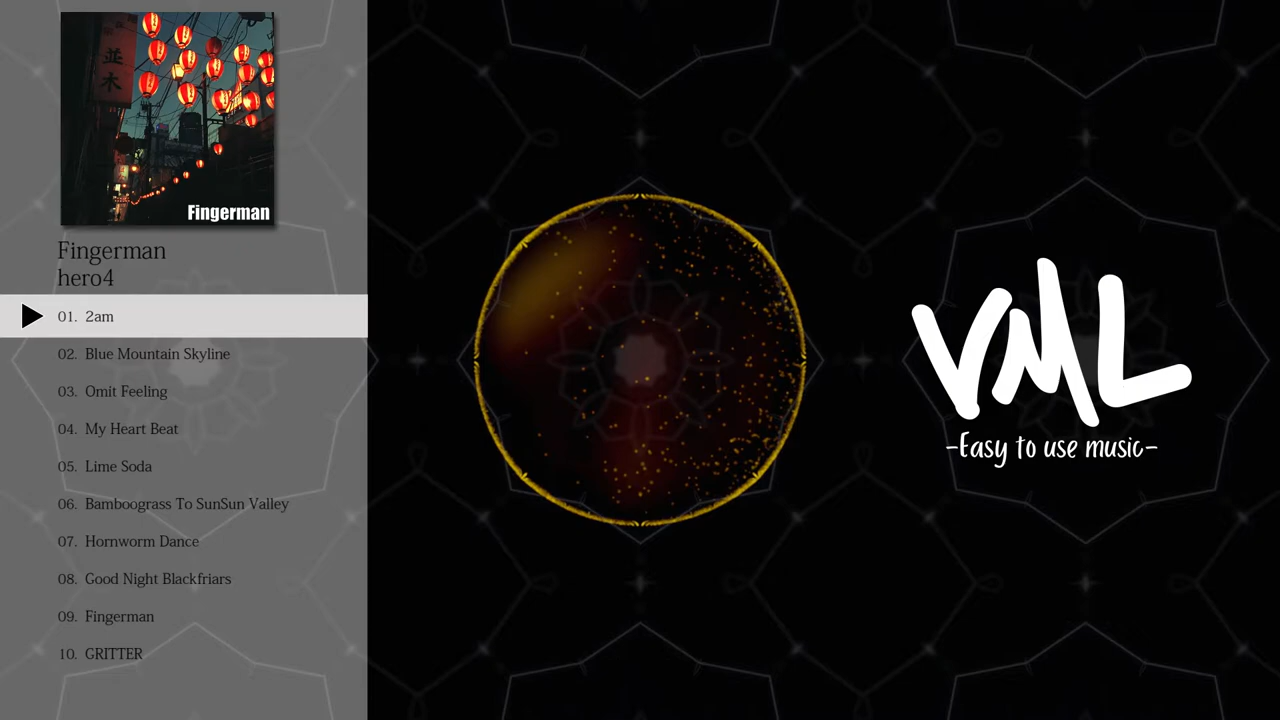 並木
Fingerman
Fingerman
hero4
01. 2am
02. Blue Mountain Skyline
03. Omit Feeling
04. My Heart Beat
05. Lime Soda
06. Bamboograss To SunSun Valley
07. Hornworm Dance
08. Good Night Blackfriars
09. Fingerman
10. GRITTER
VML
-Easy to use music-